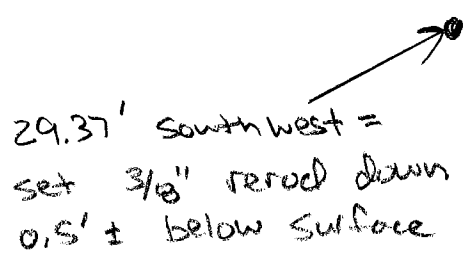 29.37' southwest =
set 3/8" rerod down
0.5' ± below surface